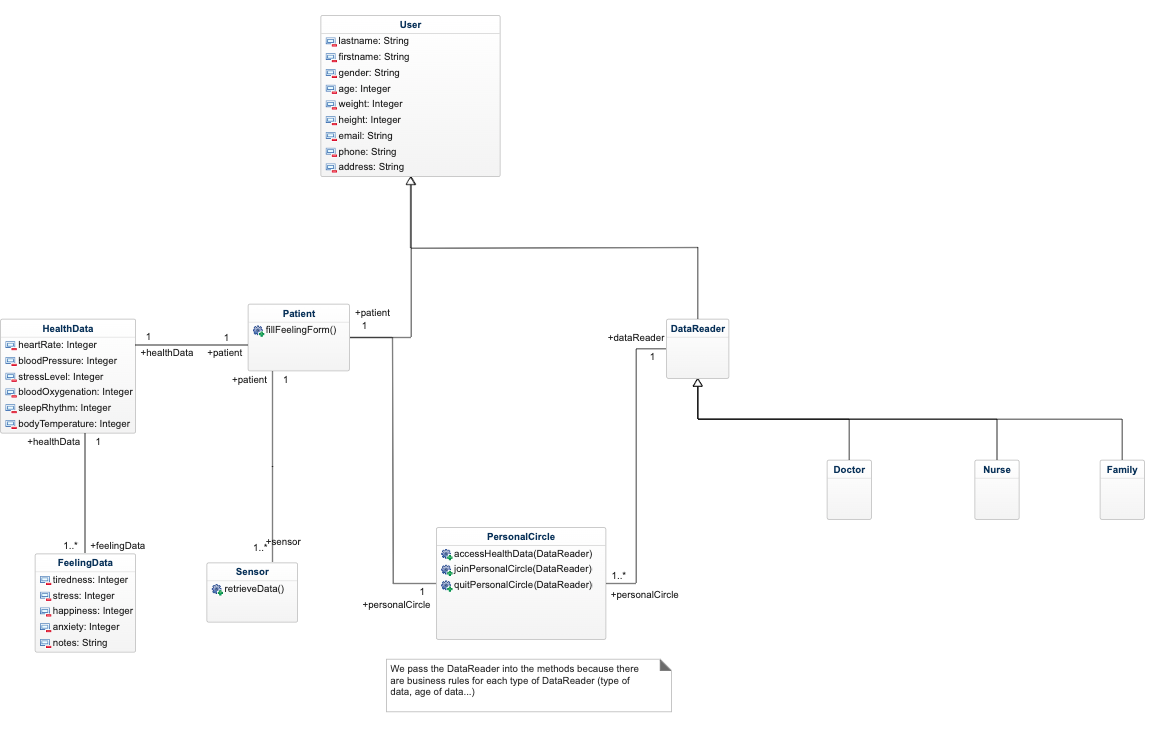 User
lastname: String
firstname: String
gender: String
age: Integer
weight: Integer
height: Integer
email: String
phone: String
address: String
Patient
fillFeelingForm()
+patient
1
HealthData
heartRate: Integer
bloodPressure: Integer
stressLevel: Integer
bloodOxygenation: Integer
sleepRhythm: Integer
bodyTemperature: Integer
1
+healthData
1
+patient
+patient
1
+healthData
1
DataReader
+dataReader
1
Doctor
Nurse
Family
1..*
+feelingData
FeelingData
tiredness: Integer
stress: Integer
happiness: Integer
anxiety: Integer
notes: String
1..*
+sensor
Sensor
retrieveData()
PersonalCircle
accessHealthData(DataReader)
joinPersonalCircle(DataReader)
quitPersonalCircle(DataReader)
1
+personalCircle
1..*
+personalCircle
We pass the DataReader into the methods because there
are business rules for each type of DataReader (type of
data, age of data...)